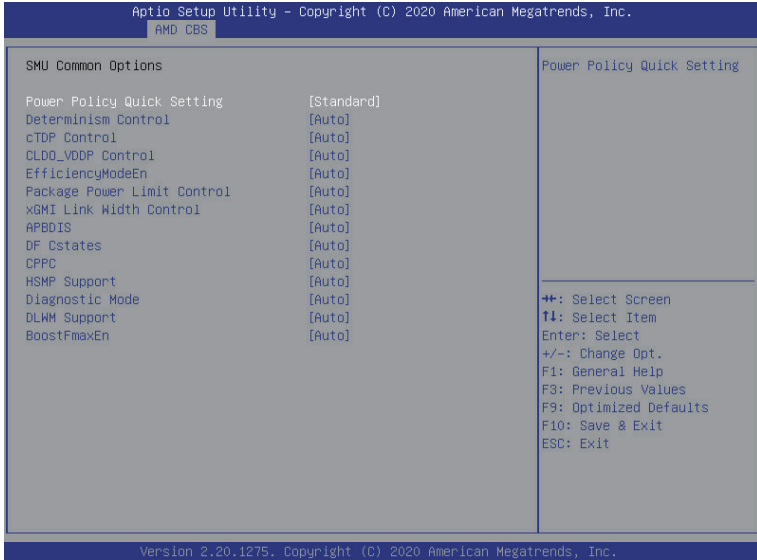 Aptio Setup Utility – Copyright (C) 2020 American Megatrends, Inc.
AMD CBS
SMU Common Options
Power Policy Quick Setting [Standard]
Determinism Control [Auto]
cTDP Control [Auto]
CLDO_VDDP Control [Auto]
EfficiencyModeEn [Auto]
Package Power Limit Control [Auto]
xGMI Link Width Control [Auto]
APBDIS [Auto]
DF Cstates [Auto]
CPPC [Auto]
HSMP Support [Auto]
Diagnostic Mode [Auto]
DLWM Support [Auto]
BoostFmaxEn [Auto]
Power Policy Quick Setting
→←: Select Screen
↑↓: Select Item
Enter: Select
+/-: Change Opt.
F1: General Help
F3: Previous Values
F9: Optimized Defaults
F10: Save & Exit
ESC: Exit
Version 2.20.1275. Copyright (C) 2020 American Megatrends, Inc.